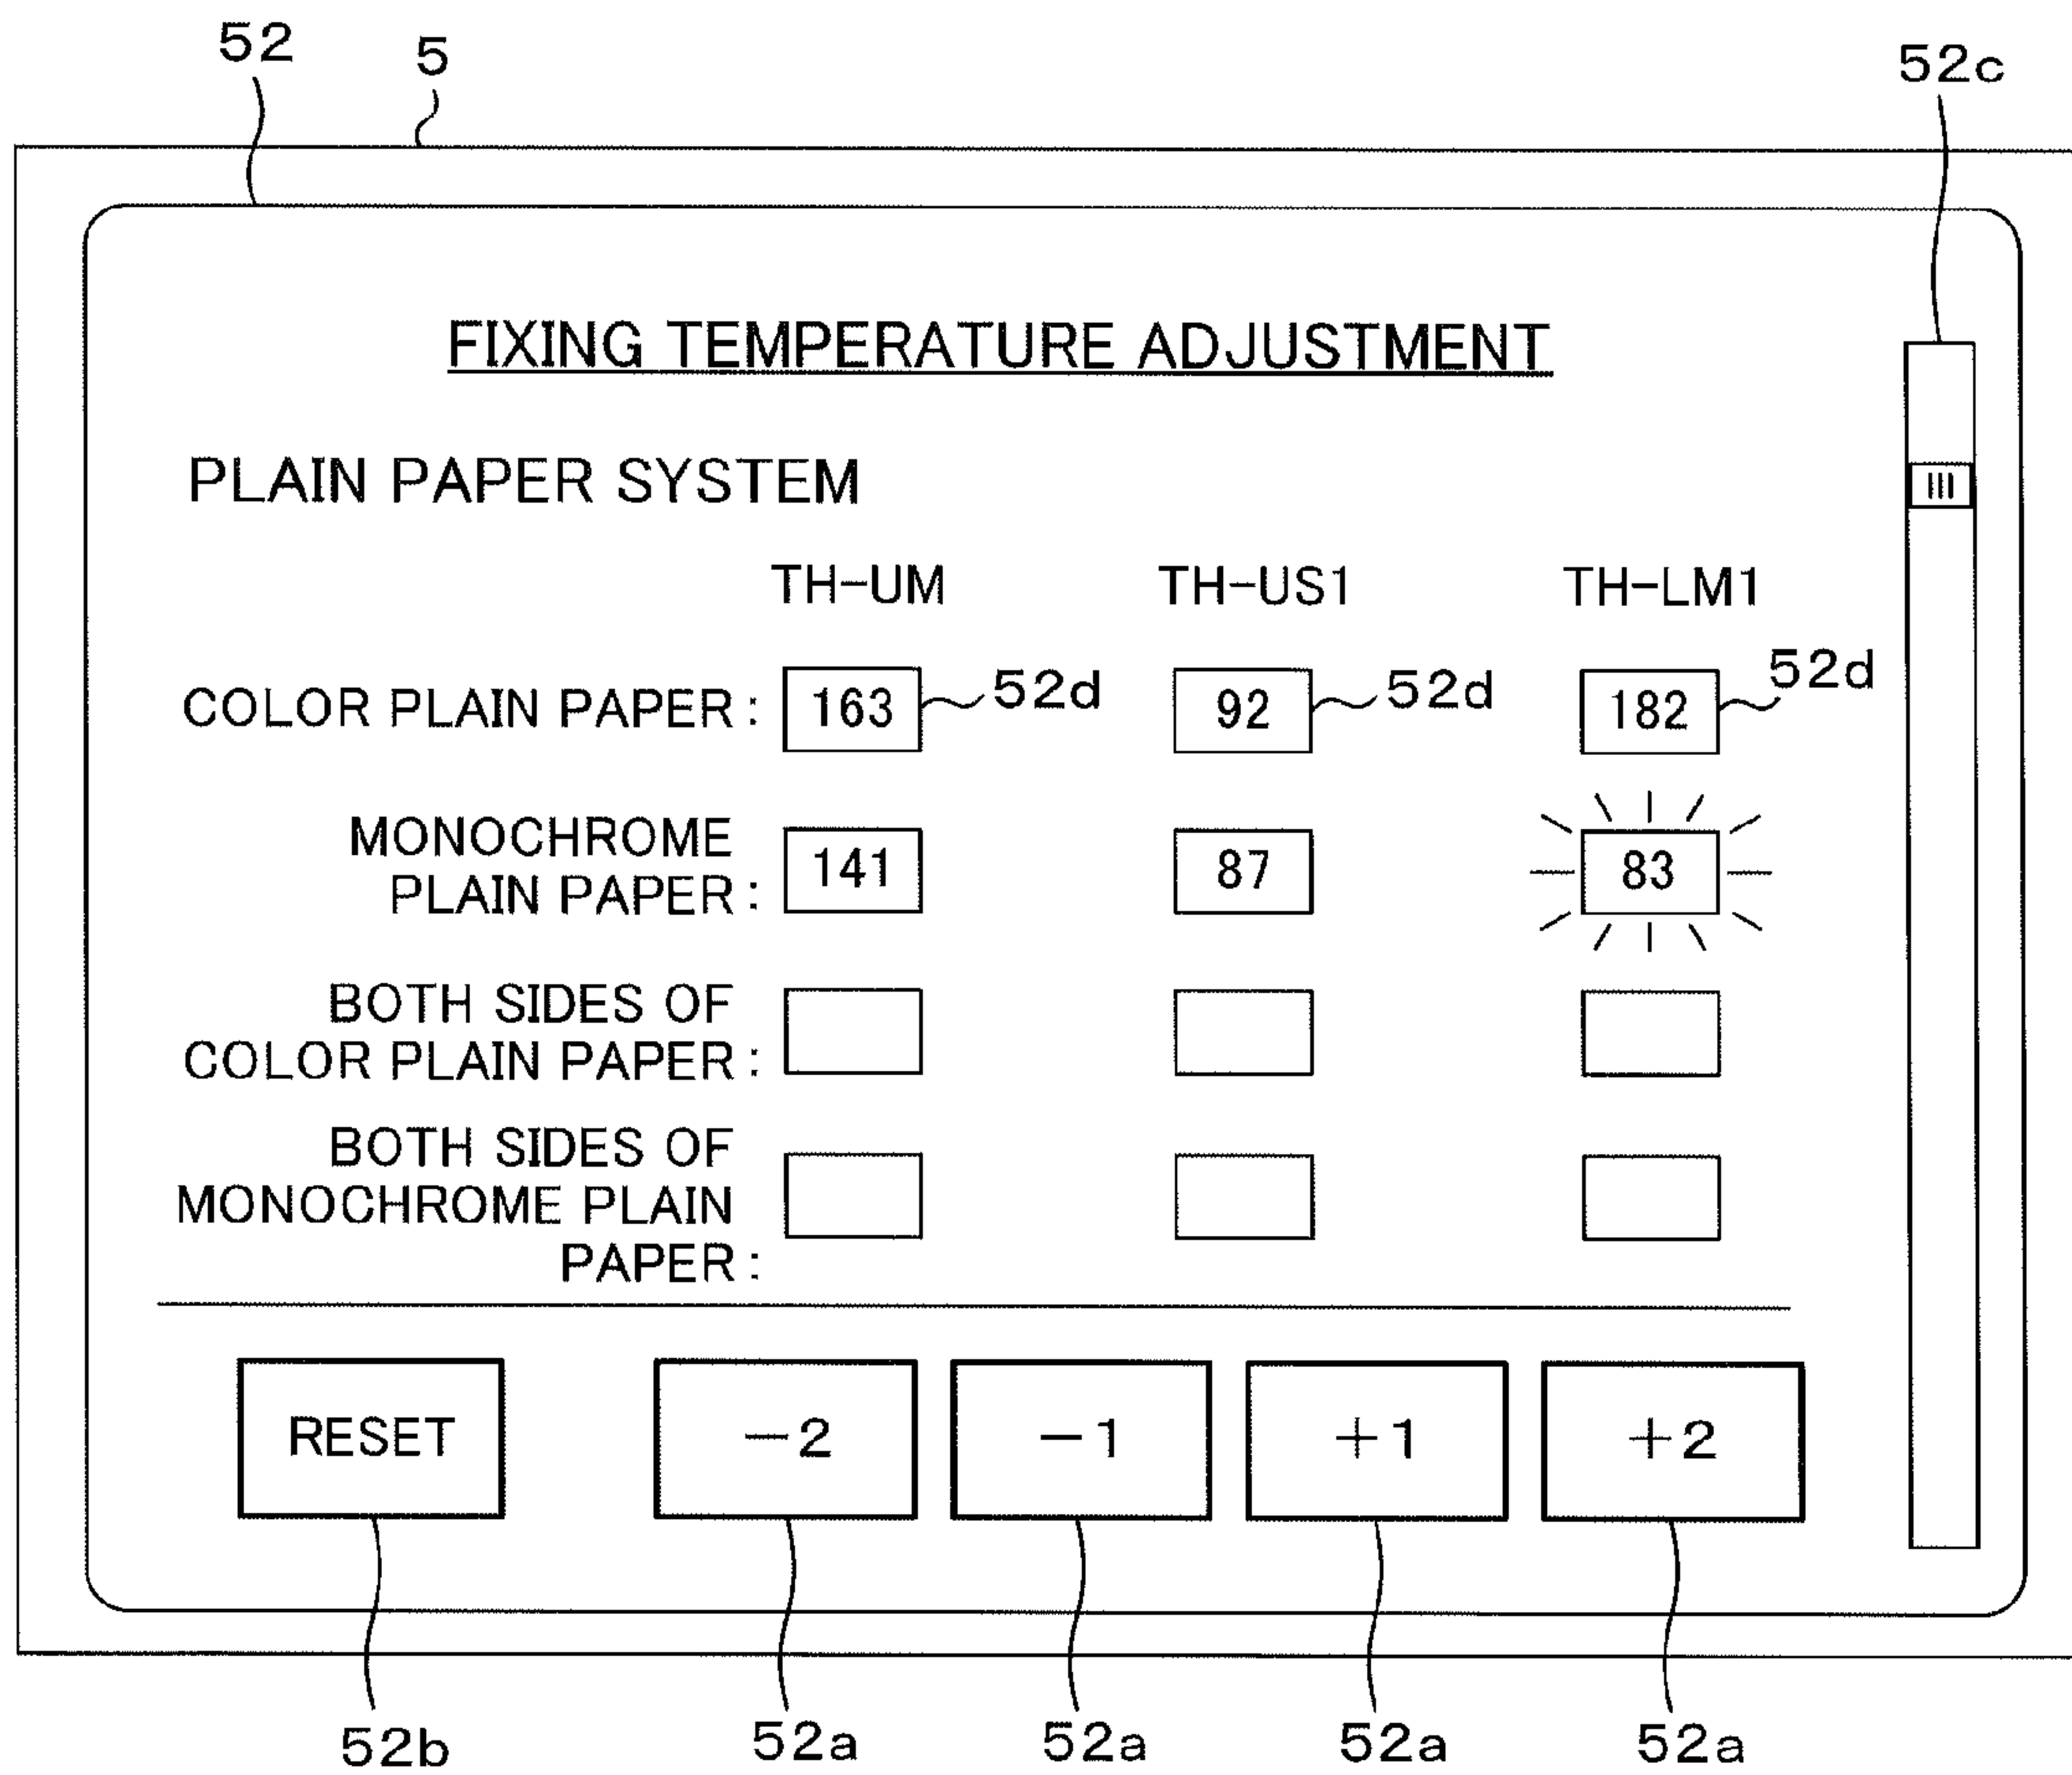 52
5
52c
FIXING TEMPERATURE ADJUSTMENT
PLAIN PAPER SYSTEM
TH-UM TH-US1 TH-LM1
COLOR PLAIN PAPER: 163 52d 92 52d 182 52d
MONOCHROME
PLAIN PAPER: 141 87 83
BOTH SIDES OF
COLOR PLAIN PAPER:
BOTH SIDES OF
MONOCHROME PLAIN
PAPER:
RESET -2 -1 +1 +2
52b 52a 52a 52a 52a